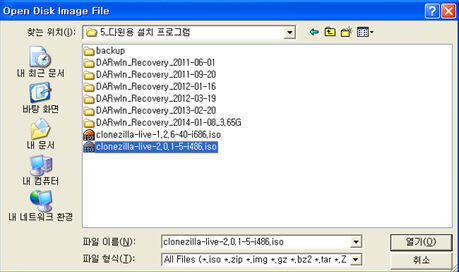 Open Disk Image File
찾는 위치(I):
5_다윈용 설치 프로그램
내 최근 문서
바탕 화면
내 문서
내 컴퓨터
내 네트워크 환경
backup
DARwIn_Recovery_2011-06-01
DARwIn_Recovery_2011-09-20
DARwIn_Recovery_2012-01-16
DARwIn_Recovery_2012-03-19
DARwIn_Recovery_2013-02-20
DARwIn_Recovery_2014-01-08_3,65G
clonezilla-live-1,2,6-40-i686,iso
clonezilla-live-2,0,1-5-i486,iso
파일 이름(N):
clonezilla-live-2,0,1-5-i486,iso
열기(O)
파일 형식(T):
All Files (*,iso *,zip *,img *,gz *,bz2 *,tar *,Z
취소